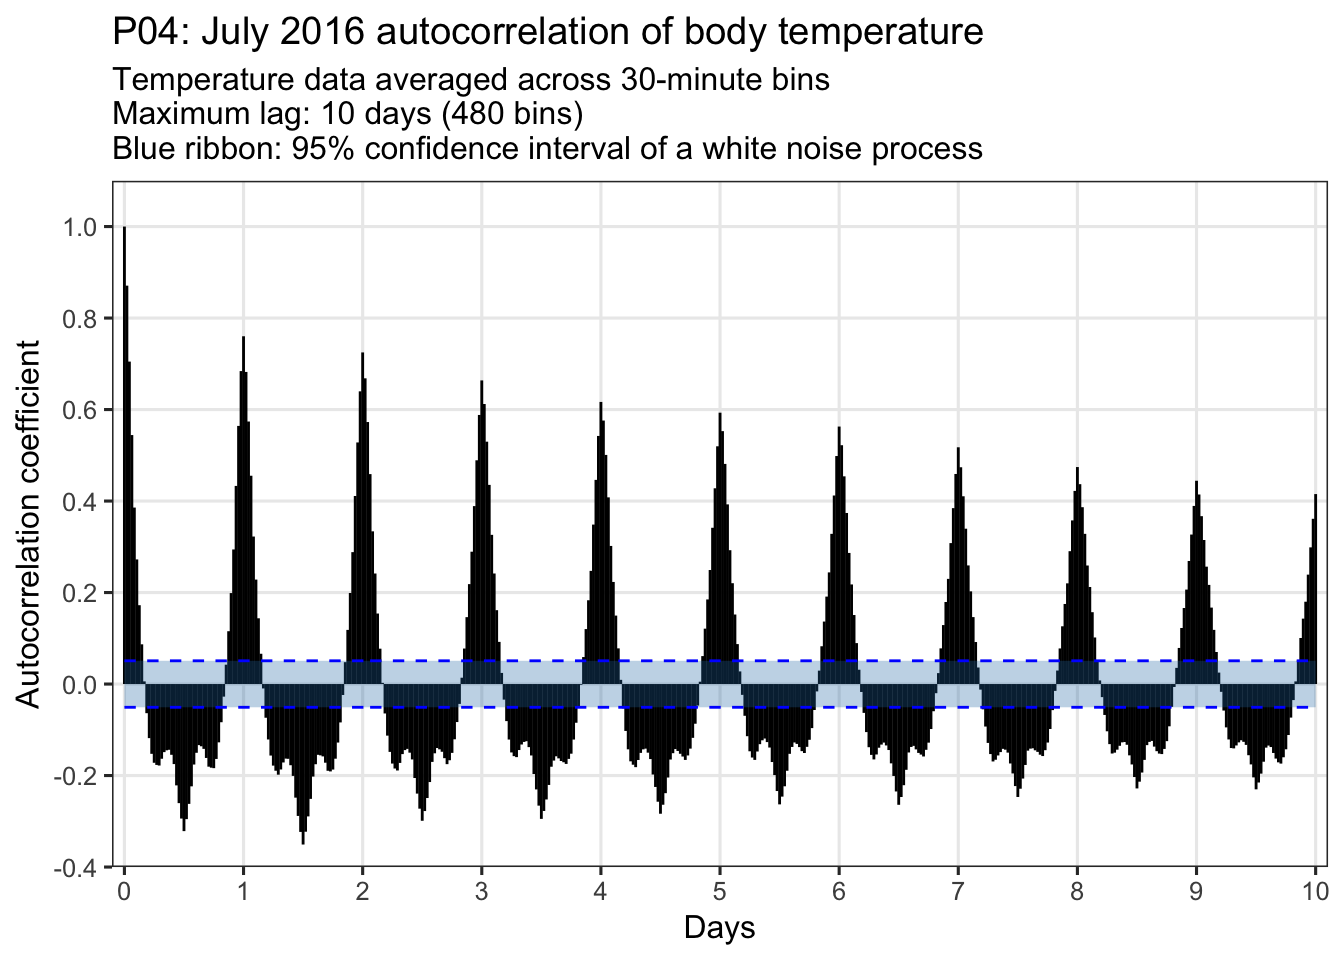 P04: July 2016 autocorrelation of body temperature
Temperature data averaged across 30-minute bins
Maximum lag: 10 days (480 bins)
Blue ribbon: 95% confidence interval of a white noise process
Autocorrelation coefficient
1.0
0.8
0.6
0.4
0.2
0.0
-0.2
-0.4
0 1 2 3 4 5 6 7 8 9 10
Days